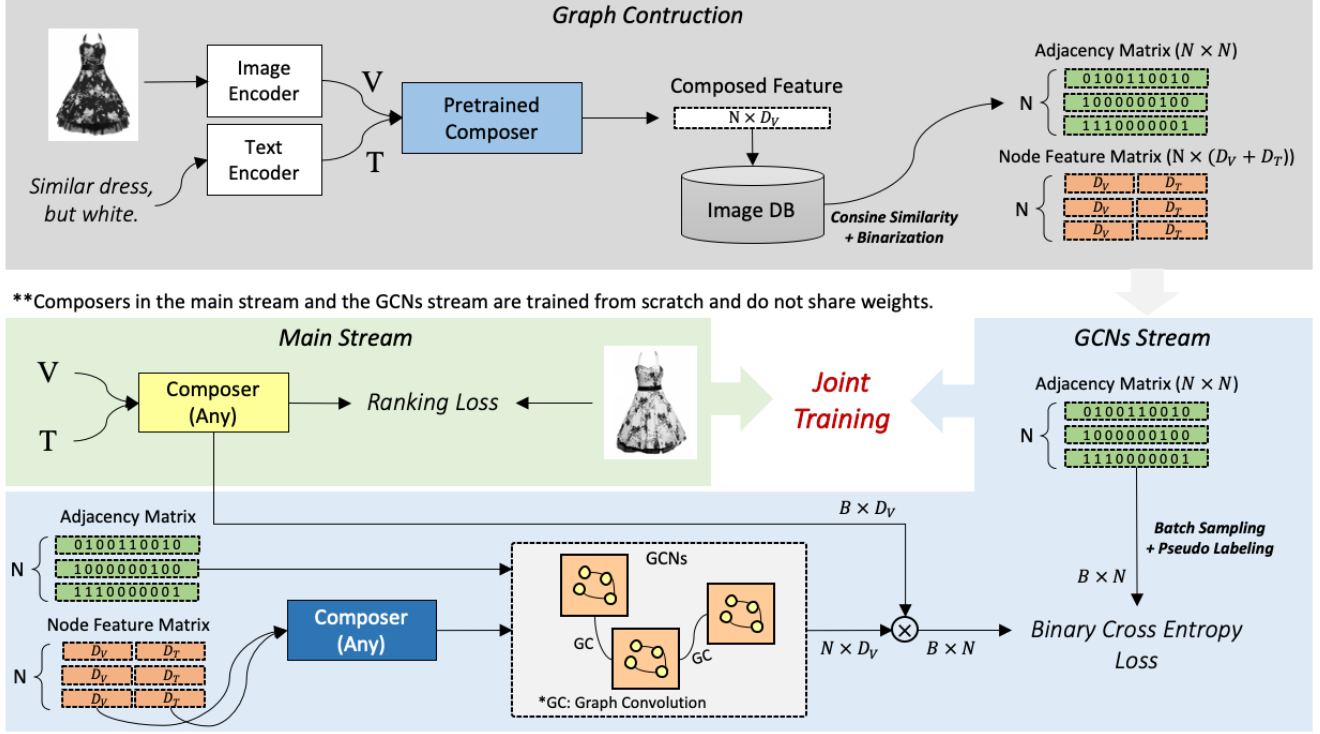 Graph Contruction
Image
Encoder
V
Text
Encoder
T
Similar dress,
but white.
Pretrained
Composer
Composed Feature
N × D_V
Image DB
Consine Similarity
+ Binarization
Adjacency Matrix (N × N)
N
0100110010
1000000100
1110000001
Node Feature Matrix (N × (D_V + D_T))
N
D_V D_T
D_V D_T
D_V D_T
**Composers in the main stream and the GCNs stream are trained from scratch and do not share weights.
Main Stream
V
T
Composer
(Any)
Ranking Loss
Joint
Training
GCNs Stream
Adjacency Matrix (N × N)
N
0100110010
1000000100
1110000001
Batch Sampling
+ Pseudo Labeling
B × N
B × D_V
Adjacency Matrix
N
0100110010
1000000100
1110000001
Node Feature Matrix
N
D_V D_T
D_V D_T
D_V D_T
Composer
(Any)
GCNs
GC
GC
*GC: Graph Convolution
N × D_V
B × N
Binary Cross Entropy
Loss